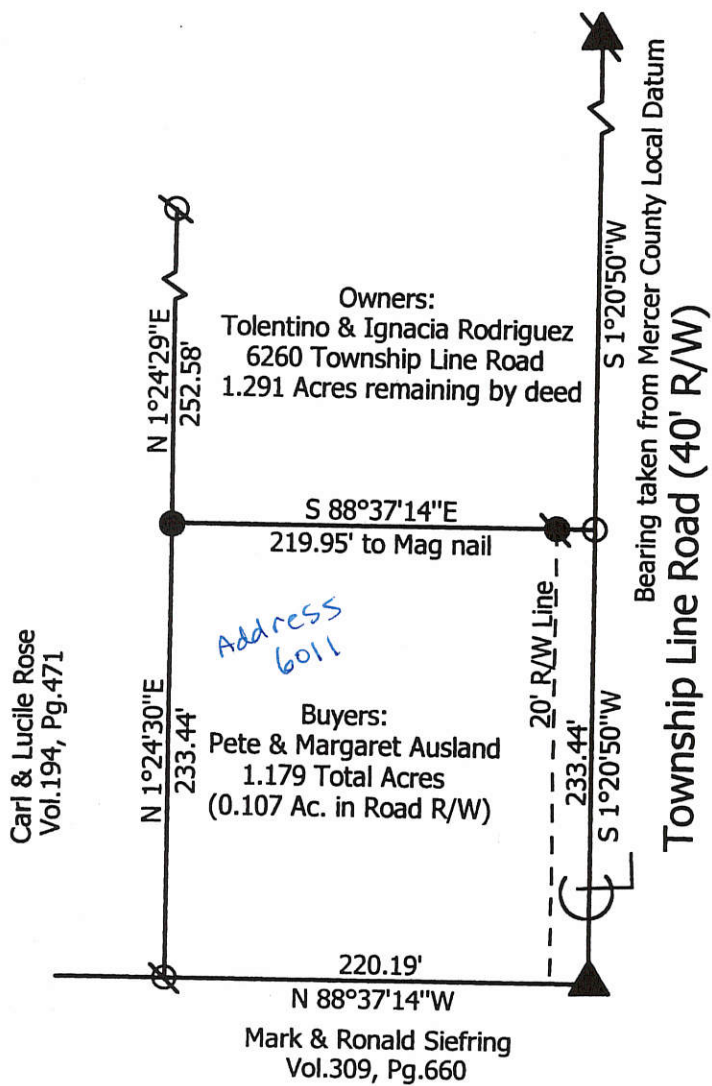 Carl & Lucile Rose
Vol.194, Pg.471
N 1°24'29"E
252.58'
Owners:
Tolentino & Ignacia Rodriguez
6260 Township Line Road
1.291 Acres remaining by deed
S 1°20'50"W
Bearing taken from Mercer County Local Datum
Township Line Road (40' R/W)
S 88°37'14"E
219.95' to Mag nail
N 1°24'30"E
233.44'
Address
6011
Buyers:
Pete & Margaret Ausland
1.179 Total Acres
(0.107 Ac. in Road R/W)
20' R/W Line
233.44'
S 1°20'50"W
220.19'
N 88°37'14"W
Mark & Ronald Siefring
Vol.309, Pg.660